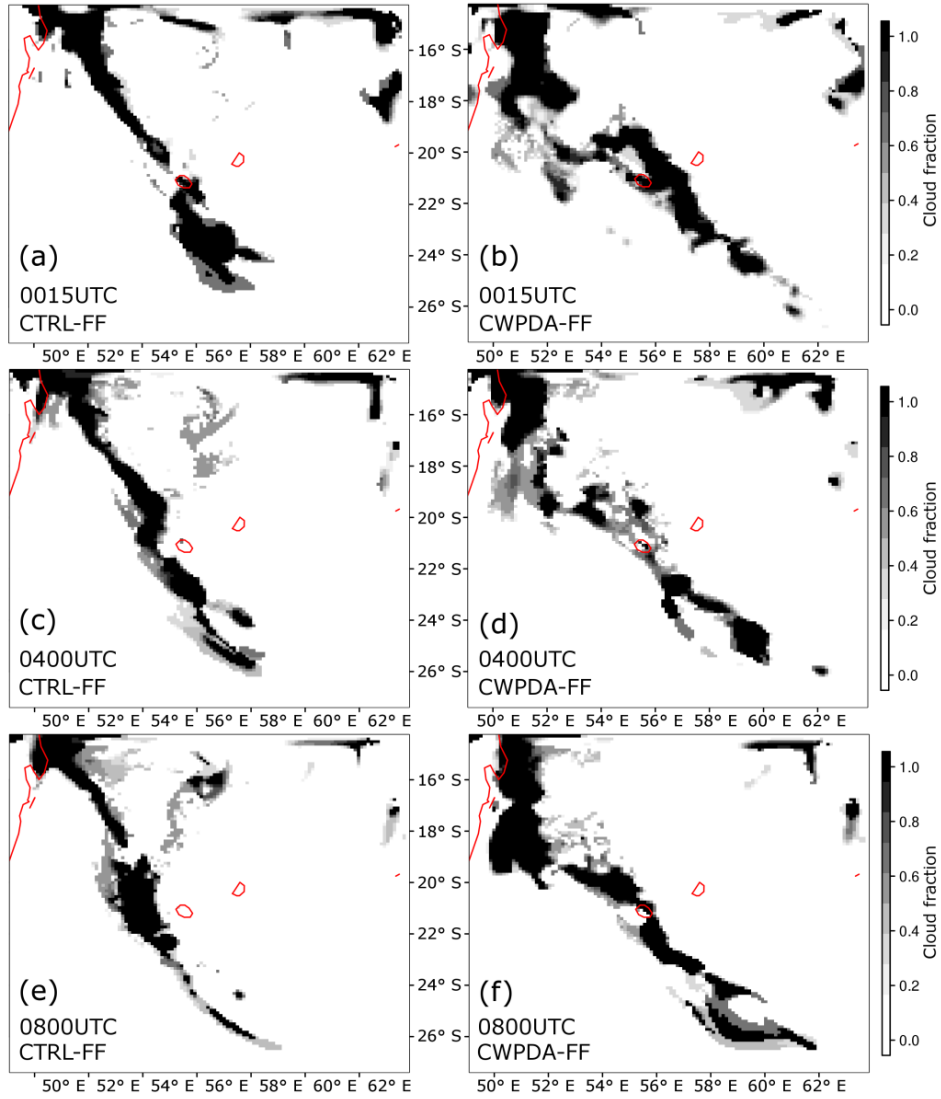 16° S
18° S
20° S
22° S
24° S
26° S
(a)
0015UTC
CTRL-FF
50° E 52° E 54° E 56° E 58° E 60° E 62° E
(b)
0015UTC
CWPDA-FF
50° E 52° E 54° E 56° E 58° E 60° E 62° E
1.0
0.8
0.6
0.4
0.2
0.0
Cloud fraction
16° S
18° S
20° S
22° S
24° S
26° S
(c)
0400UTC
CTRL-FF
50° E 52° E 54° E 56° E 58° E 60° E 62° E
(d)
0400UTC
CWPDA-FF
50° E 52° E 54° E 56° E 58° E 60° E 62° E
1.0
0.8
0.6
0.4
0.2
0.0
Cloud fraction
16° S
18° S
20° S
22° S
24° S
26° S
(e)
0800UTC
CTRL-FF
50° E 52° E 54° E 56° E 58° E 60° E 62° E
(f)
0800UTC
CWPDA-FF
50° E 52° E 54° E 56° E 58° E 60° E 62° E
1.0
0.8
0.6
0.4
0.2
0.0
Cloud fraction